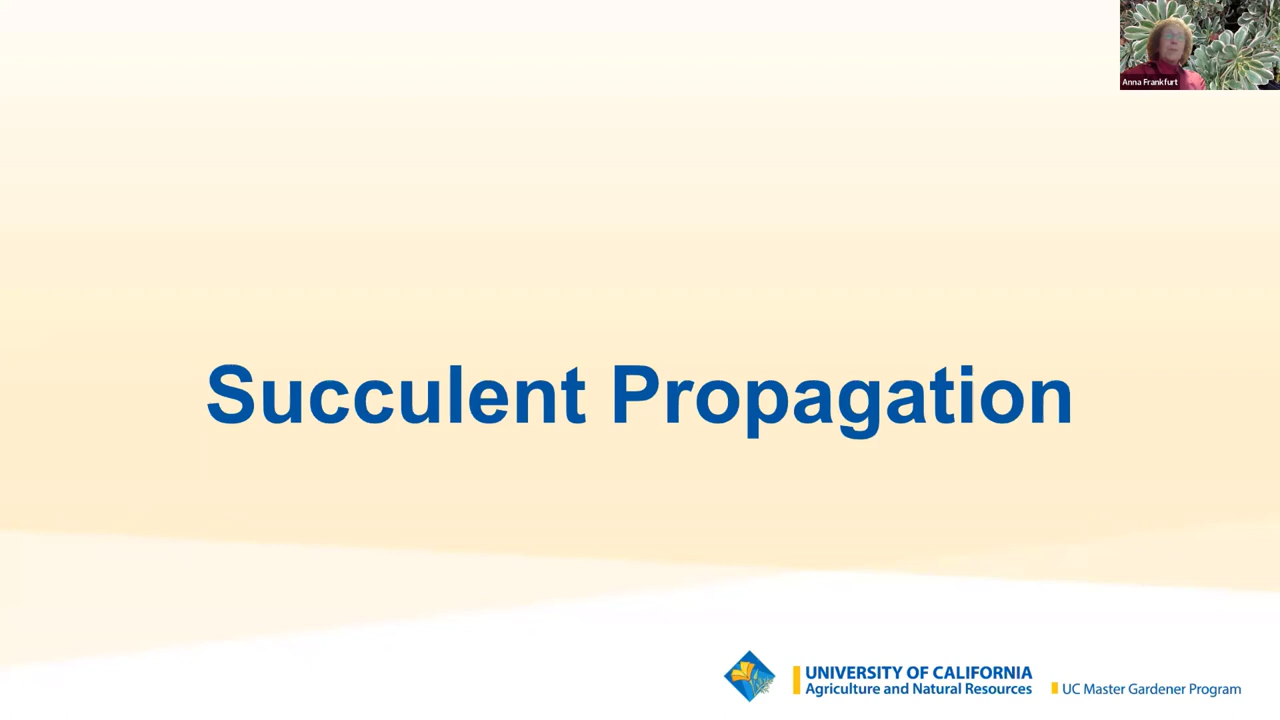 Anna Frankfurt
Succulent Propagation
UNIVERSITY OF CALIFORNIA
Agriculture and Natural Resources
UC Master Gardener Program